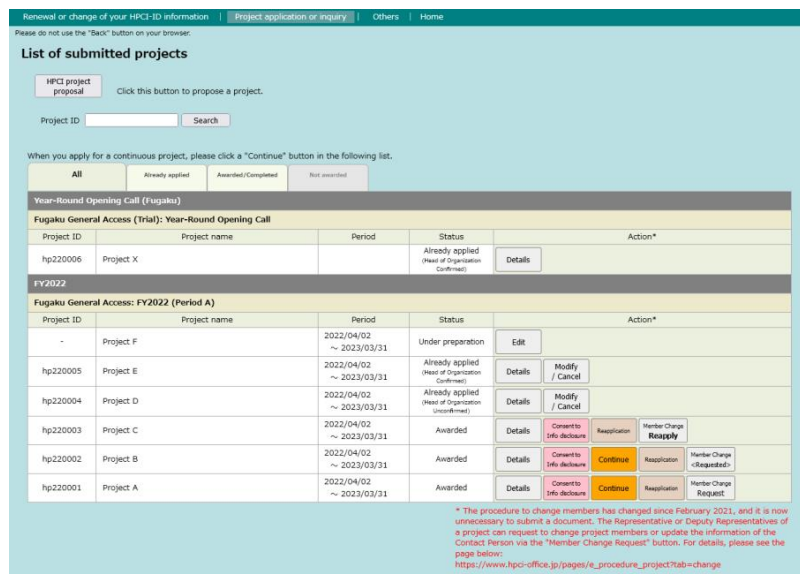 Renewal or change of your HPCI-ID information | Project application or inquiry | Others | Home
Please do not use the "Back" button on your browser.
List of submitted projects
HPCI project
proposal
Click this button to propose a project.
Project ID Search
When you apply for a continuous project, please click a "Continue" button in the following list.
All Already applied Awarded/Completed Not awarded
Year-Round Opening Call (Fugaku)
Fugaku General Access (Trial): Year-Round Opening Call
Project ID Project name Period Status Action*
hp220006 Project X Already applied
(Head of Organization
Confirmed)
Details
FY2022
Fugaku General Access: FY2022 (Period A)
Project ID Project name Period Status Action*
- Project F 2022/04/02
~ 2023/03/31
Under preparation Edit
hp220005 Project E 2022/04/02
~ 2023/03/31
Already applied
(Head of Organization
Confirmed)
Details Modify
/ Cancel
hp220004 Project D 2022/04/02
~ 2023/03/31
Already applied
(Head of Organization
Unconfirmed)
Details Modify
/ Cancel
hp220003 Project C 2022/04/02
~ 2023/03/31
Awarded Details Consent to
Info disclosure
Reapplication Member Change
Reapply
hp220002 Project B 2022/04/02
~ 2023/03/31
Awarded Details Consent to
Info disclosure
Continue Reapplication Member Change
<Requested>
hp220001 Project A 2022/04/02
~ 2023/03/31
Awarded Details Consent to
Info disclosure
Continue Reapplication Member Change
Request
* The procedure to change members has changed since February 2021, and it is now
unnecessary to submit a document. The Representative or Deputy Representatives of
a project can request to change project members or update the information of the
Contact Person via the "Member Change Request" button. For details, please see the
page below:
https://www.hpci-office.jp/pages/e_procedure_project?tab=change